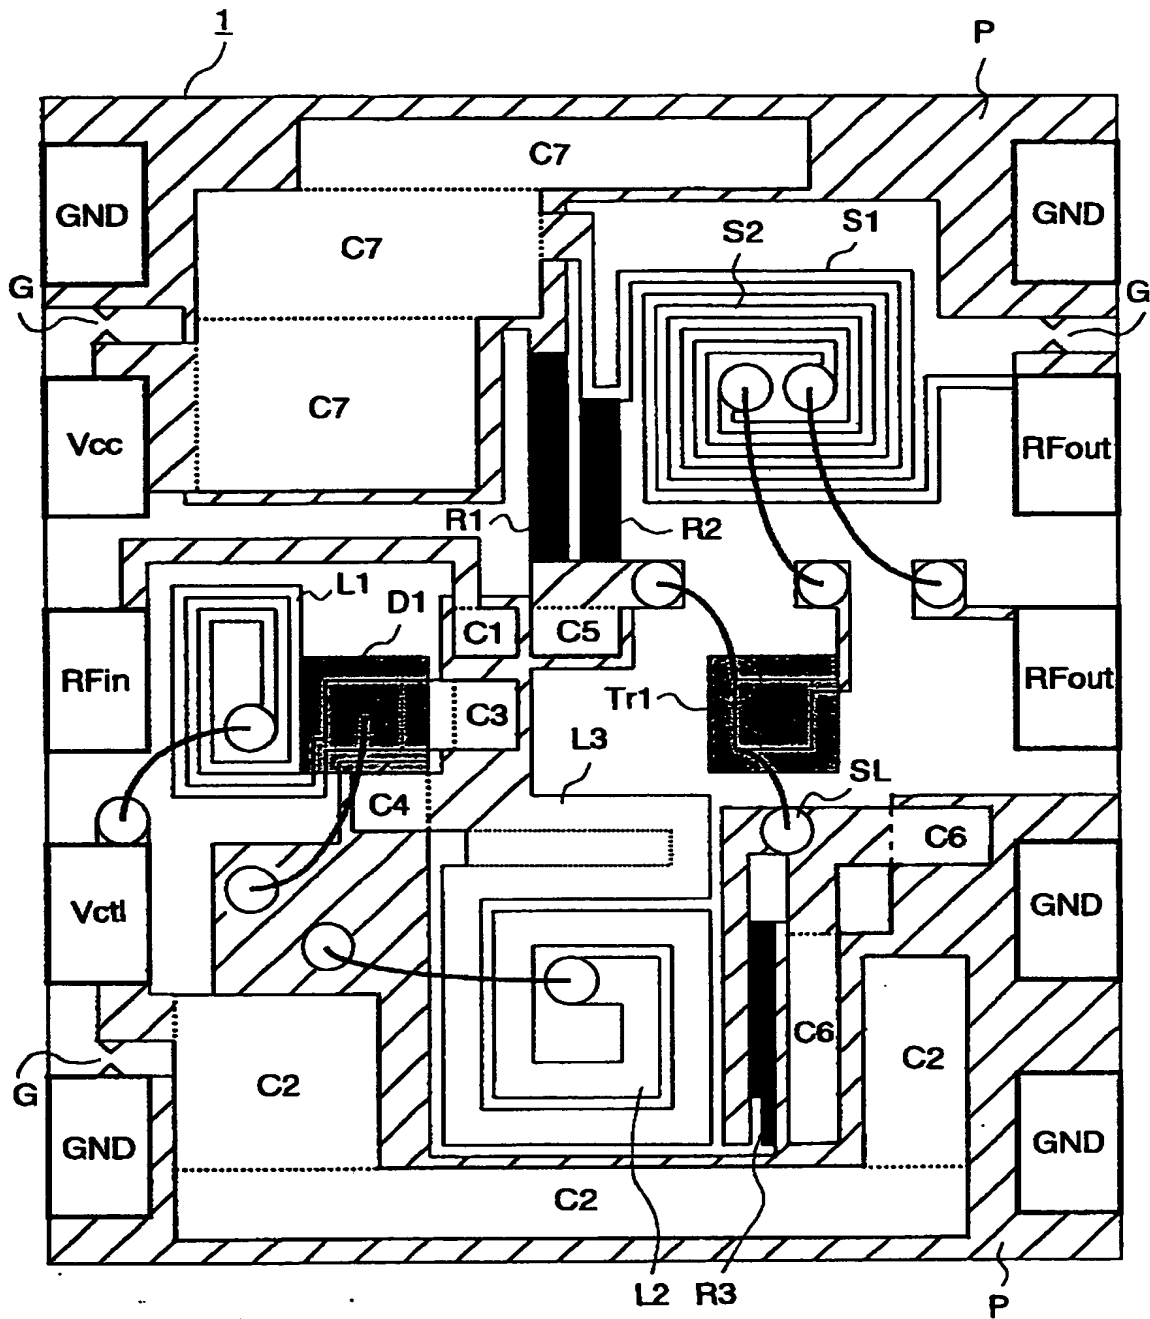 1
P
C7
GND
GND
C7
S2
S1
G
G
C7
Vcc
RFout
R1
R2
L1
D1
C1
C5
RFin
C3
Tr1
RFout
L3
SL
C4
C6
Vctl
GND
C6
C2
C2
G
GND
GND
C2
L2
R3
P